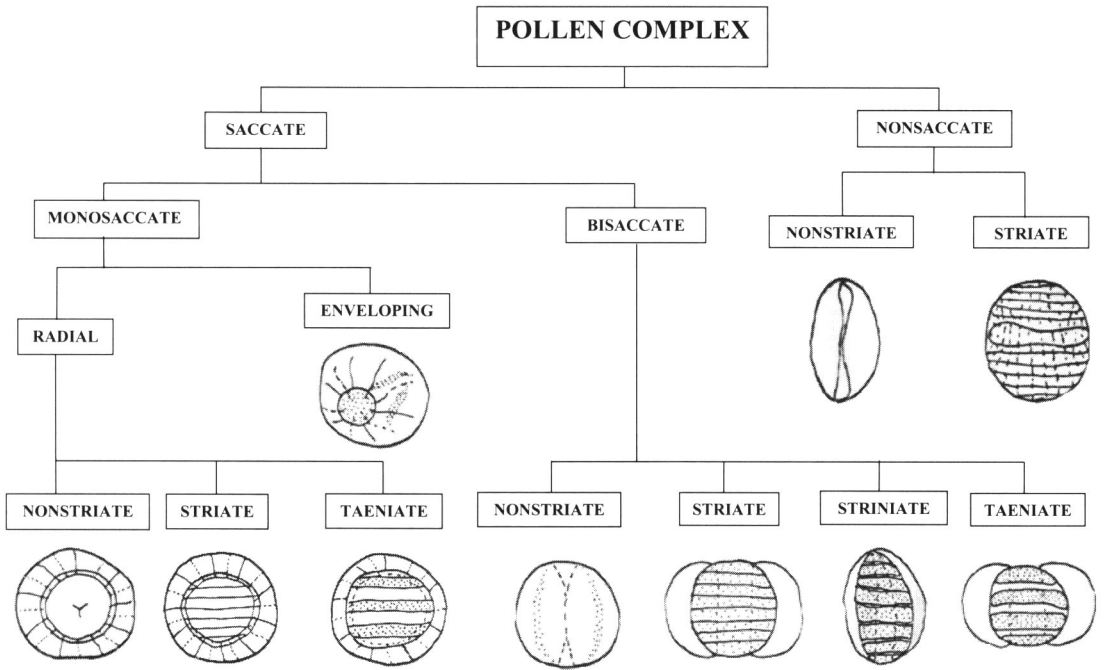 POLLEN COMPLEX
SACCATE
NONSACCATE
MONOSACCATE
BISACCATE
NONSTRIATE
STRIATE
RADIAL
ENVELOPING
NONSTRIATE
STRIATE
TAENIATE
NONSTRIATE
STRIATE
STRINIATE
TAENIATE